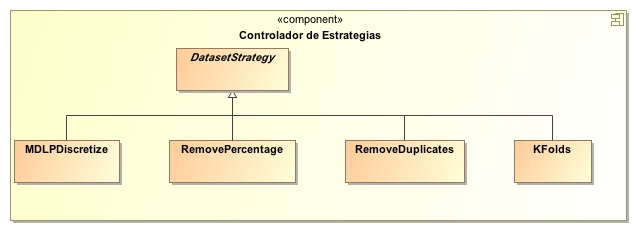 «component»
Controlador de Estrategias
DatasetStrategy
MDLPDiscretize
RemovePercentage
RemoveDuplicates
KFolds